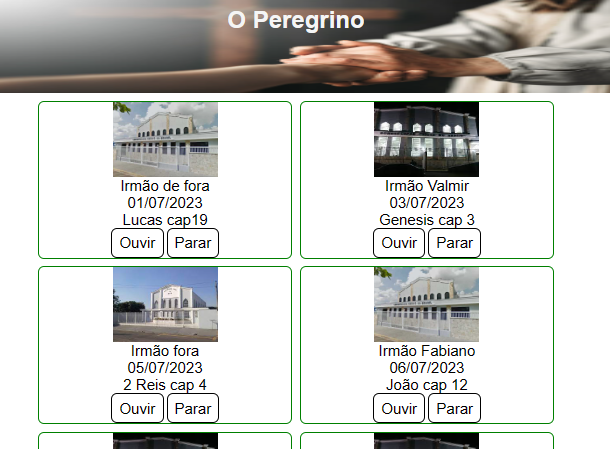 O Peregrino
Irmão de fora
01/07/2023
Lucas cap19
Ouvir Parar
Irmão Valmir
03/07/2023
Genesis cap 3
Ouvir Parar
Irmão fora
05/07/2023
2 Reis cap 4
Ouvir Parar
Irmão Fabiano
06/07/2023
João cap 12
Ouvir Parar